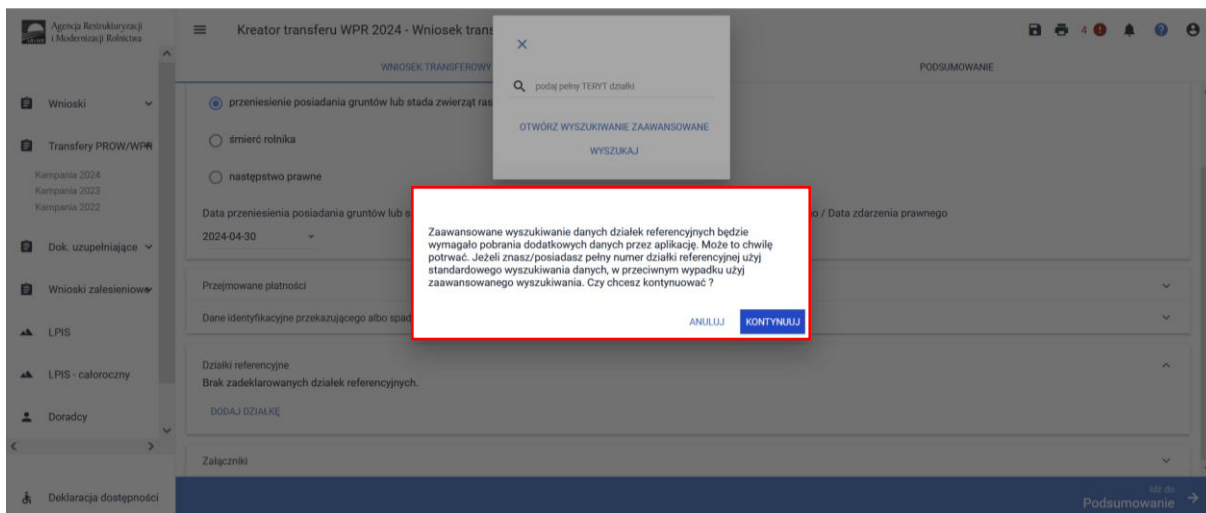 Agencja Restrukturyzacji
i Modernizacji Rolnictwa
Kreator transferu WPR 2024 - Wniosek trans
4
WNIOSEK TRANSFEROWY
PODSUMOWANIE
Wnioski
Transfery PROW/WPR
Kampania 2024
Kampania 2023
Kampania 2022
Dok. uzupełniające
Wnioski zalesieniowe
LPIS
LPIS - całoroczny
Doradcy
Deklaracja dostępności
podaj pełny TERYT działki
OTWÓRZ WYSZUKIWANIE ZAAWANSOWANE
WYSZUKAJ
przeniesienie posiadania gruntów lub stada zwierząt ras
śmierć rolnika
następstwo prawne
Data przeniesienia posiadania gruntów lub s
o / Data zdarzenia prawnego
2024-04-30
Zaawansowane wyszukiwanie danych działek referencyjnych będzie
wymagało pobrania dodatkowych danych przez aplikację. Może to chwilę
potrwać. Jeżeli znasz/posiadasz pełny numer działki referencyjnej użyj
standardowego wyszukiwania danych, w przeciwnym wypadku użyj
zaawansowanego wyszukiwania. Czy chcesz kontynuować ?
ANULUJ
KONTYNUUJ
Przejmowane płatności
Dane identyfikacyjne przekazującego albo spad
Działki referencyjne
Brak zadeklarowanych działek referencyjnych.
DODAJ DZIAŁKĘ
Załączniki
Idź do
Podsumowanie